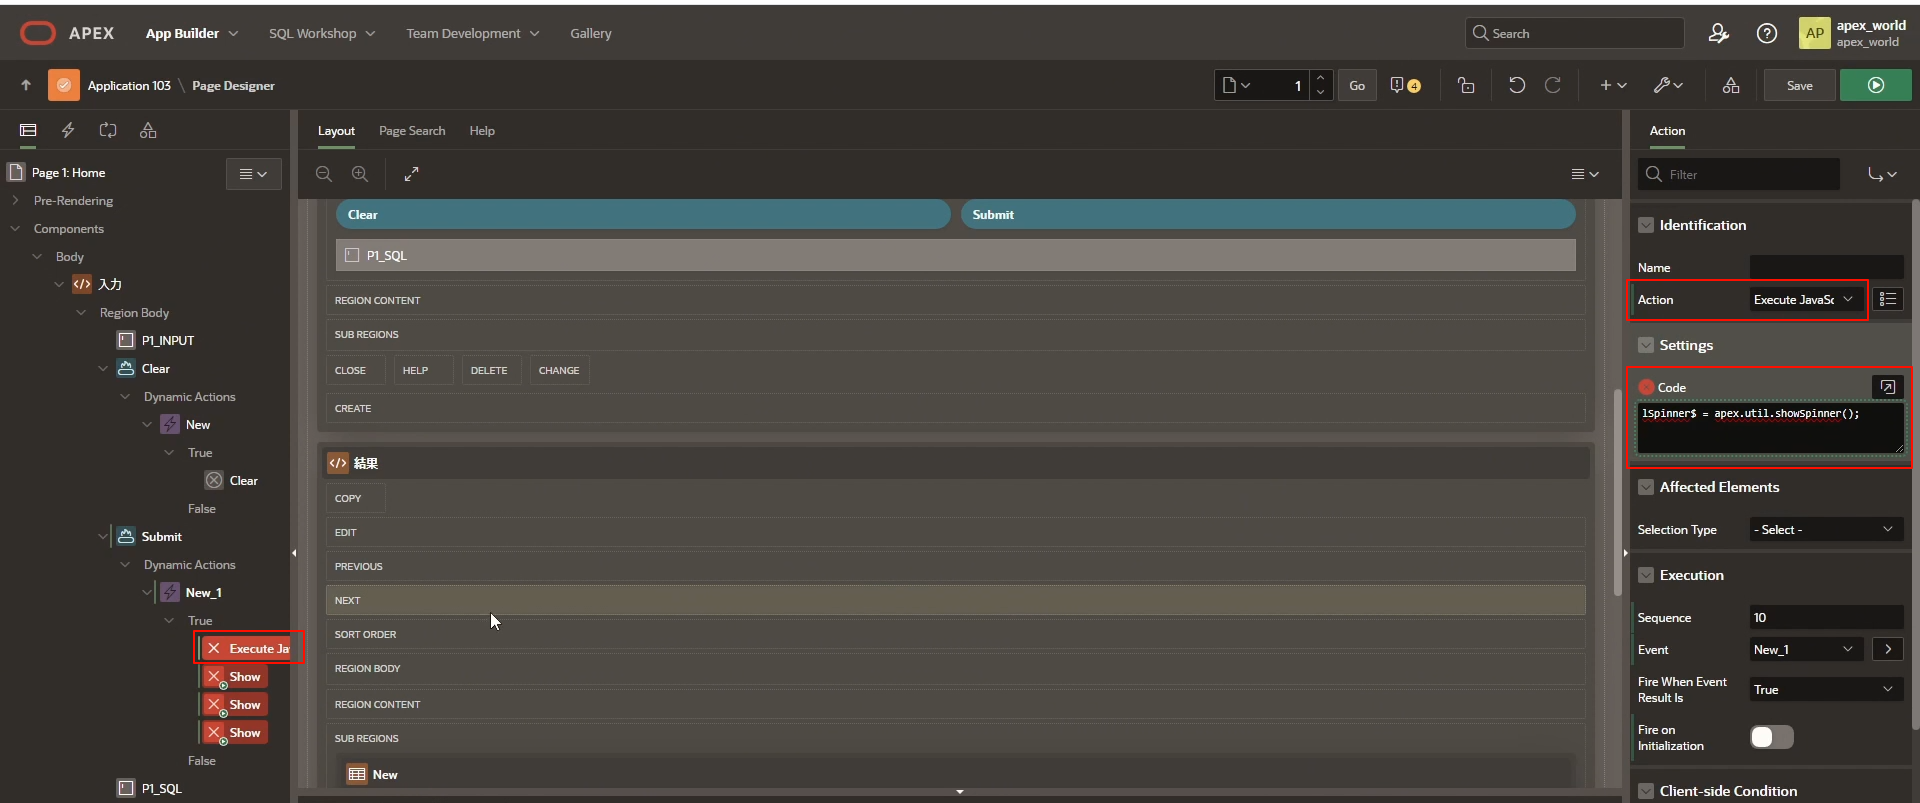 APEX
App Builder
SQL Workshop
Team Development
Gallery
Search
AP
apex_world
apex_world
Application 103 \ Page Designer
1
Go
4
Save
Page 1: Home
Pre-Rendering
Components
Body
入力
Region Body
P1_INPUT
Clear
Dynamic Actions
New
True
Clear
False
Submit
Dynamic Actions
New_1
True
Execute Ja
Show
Show
Show
False
P1_SQL
Layout
Page Search
Help
Clear
Submit
P1_SQL
REGION CONTENT
SUB REGIONS
CLOSE
HELP
DELETE
CHANGE
CREATE
結果
COPY
EDIT
PREVIOUS
NEXT
SORT ORDER
REGION BODY
REGION CONTENT
SUB REGIONS
New
Action
Filter
Identification
Name
Action
Execute JavaSc
Settings
Code
lSpinner$ = apex.util.showSpinner();
Affected Elements
Selection Type
- Select -
Execution
Sequence
10
Event
New_1
Fire When Event
Result Is
True
Fire on
Initialization
Client-side Condition